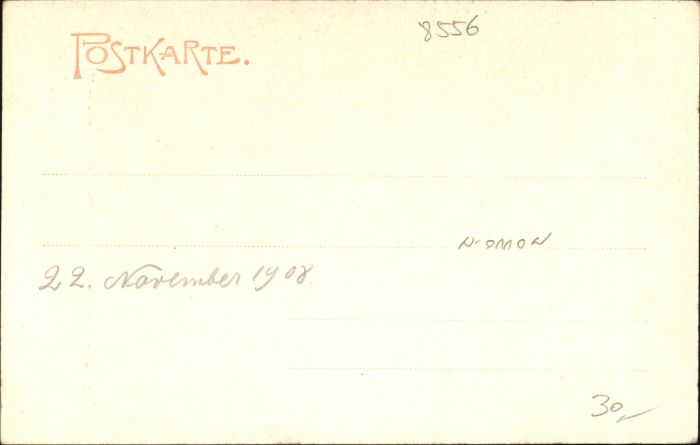 POSTKARTE.
8556
22. November 1908.
30,-